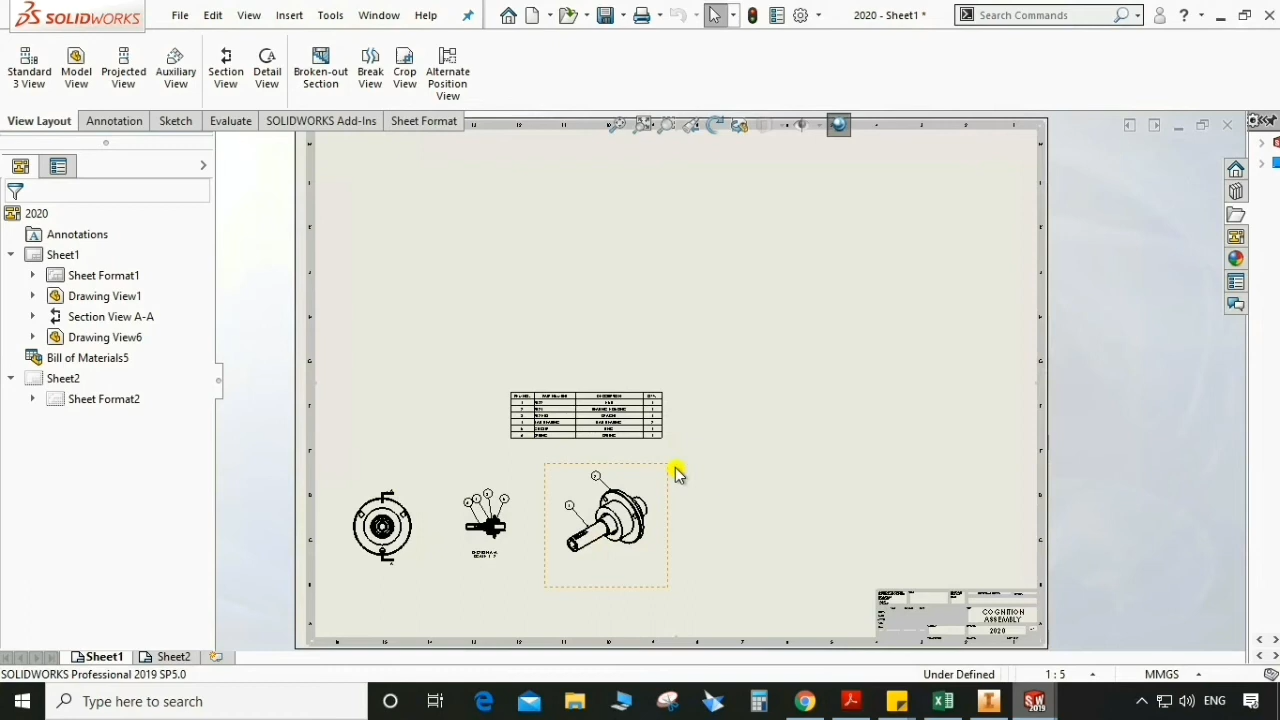 SOLIDWORKS
File Edit View Insert Tools Window Help
2020 - Sheet1 *
Search Commands
Standard 3 View
Model View
Projected View
Auxiliary View
Section View
Detail View
Broken-out Section
Break View
Crop View
Alternate Position View
View Layout Annotation Sketch Evaluate SOLIDWORKS Add-Ins Sheet Format
2020
Annotations
Sheet1
Sheet Format1
Drawing View1
Section View A-A
Drawing View6
Bill of Materials5
Sheet2
Sheet Format2
COGNITION
ASSEMBLY
2020
Sheet1 Sheet2
SOLIDWORKS Professional 2019 SP5.0
Under Defined 1 : 5 MMGS
Type here to search
ENG